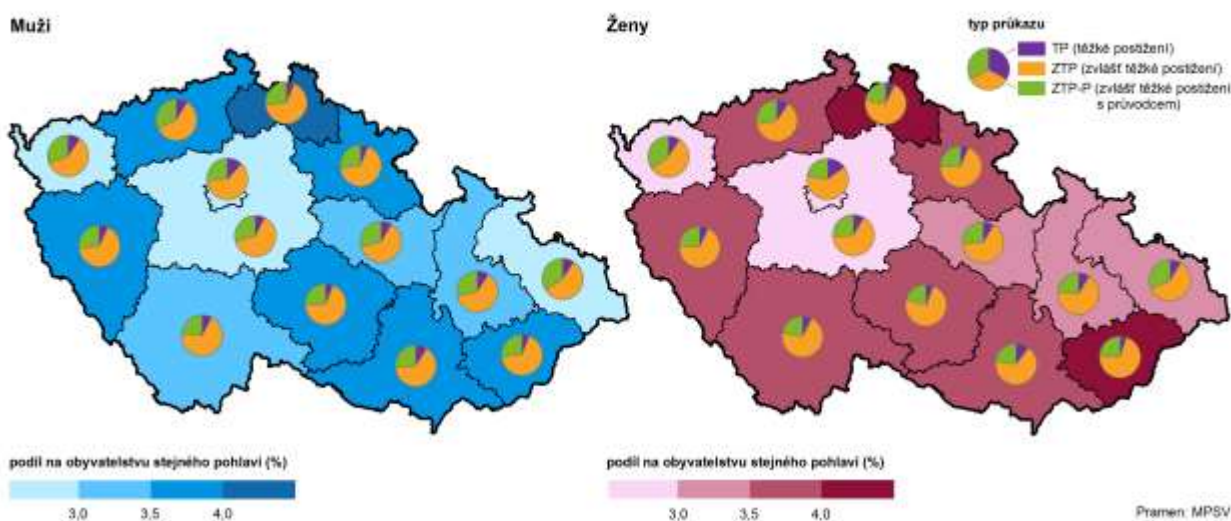 Muži
Ženy
typ průkazu
TP (těžké postižení)
ZTP (zvlášť těžké postižení)
ZTP-P (zvlášť těžké postižení
s průvodcem)
podíl na obyvatelstvu stejného pohlaví (%)
3,0 3,5 4,0
podíl na obyvatelstvu stejného pohlaví (%)
3,0 3,5 4,0
Pramen: MPSV